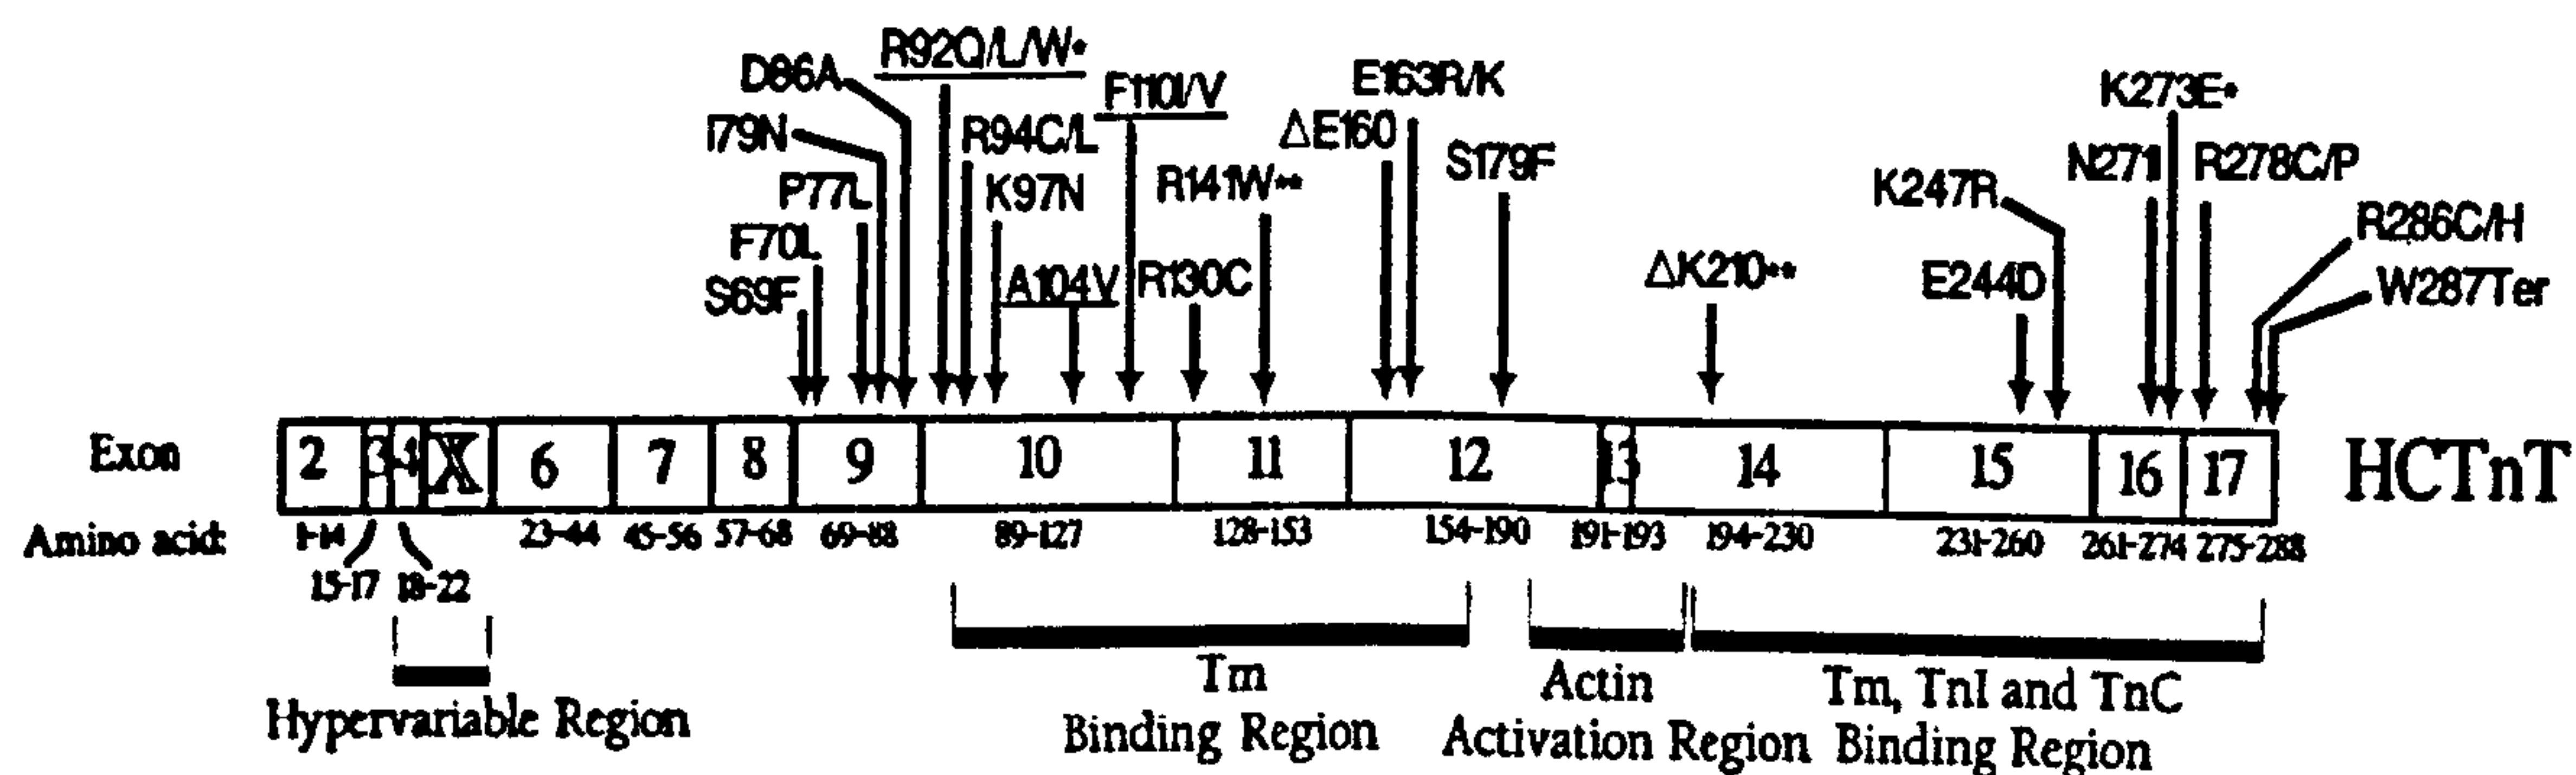 R92Q/L/W*
D86A
F110I/V
E163R/K
K273E*
I79N
R94C/L
ΔE160
S179F
N271I
R278C/P
P77L
K97N
R141W**
K247R
R286C/H
F70L
S69F
A104V
R130C
ΔK210**
E244D
W287Ter
Exon 2 3 4 X 6 7 8 9 10 11 12 13 14 15 16 17 HCTnT
Amino acid: 1-14 23-44 45-56 57-68 69-88 89-127 128-153 154-190 191-193 194-230 231-260 261-274 275-288
15-17 18-22
Hypervariable Region
Tm
Binding Region
Actin
Activation Region
Tm, TnI and TnC
Binding Region